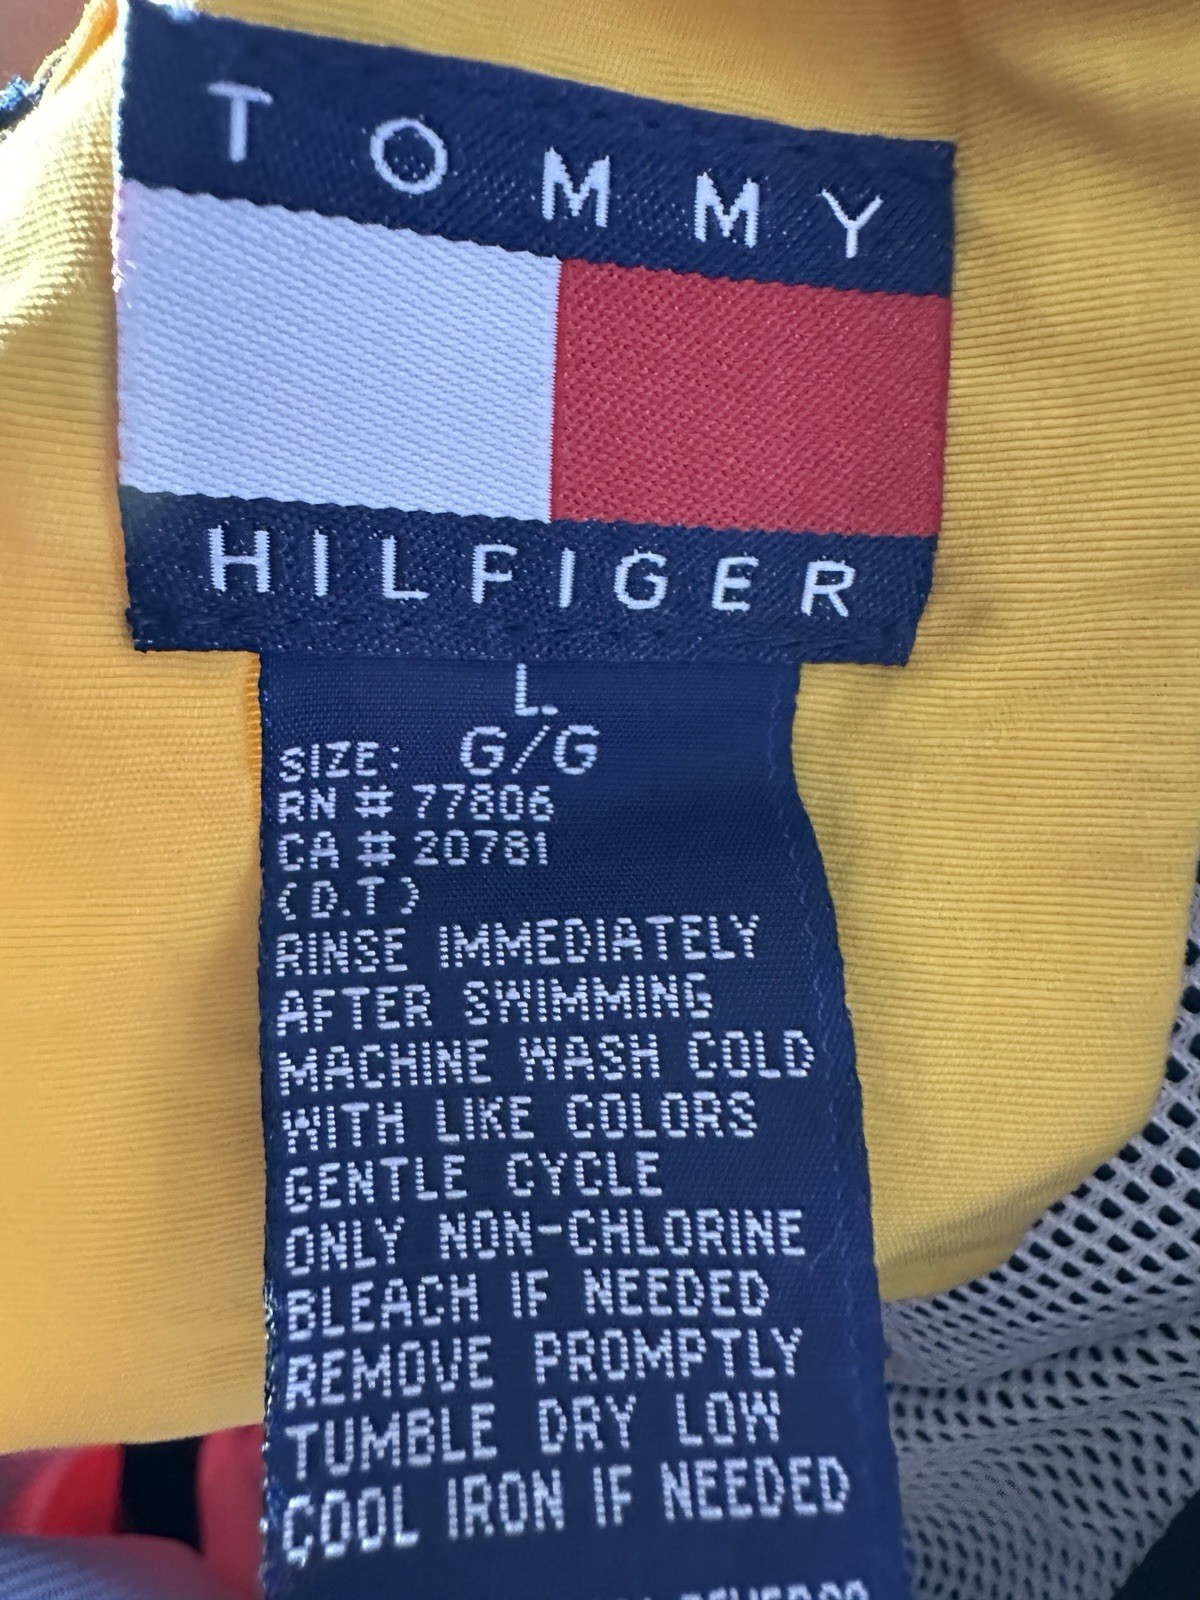 TOMMY
HILFIGER
L.
SIZE: G/G
RN # 77806
CA # 20781
(D.T)
RINSE IMMEDIATELY
AFTER SWIMMING
MACHINE WASH COLD
WITH LIKE COLORS
GENTLE CYCLE
ONLY NON-CHLORINE
BLEACH IF NEEDED
REMOVE PROMPTLY
TUMBLE DRY LOW
COOL IRON IF NEEDED